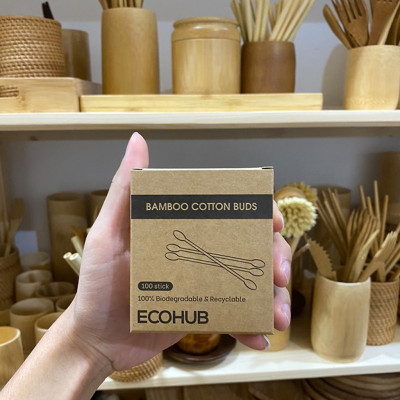 BAMBOO COTTON BUDS
100 stick
100% Biodegradable & Recyclable
ECOHUB